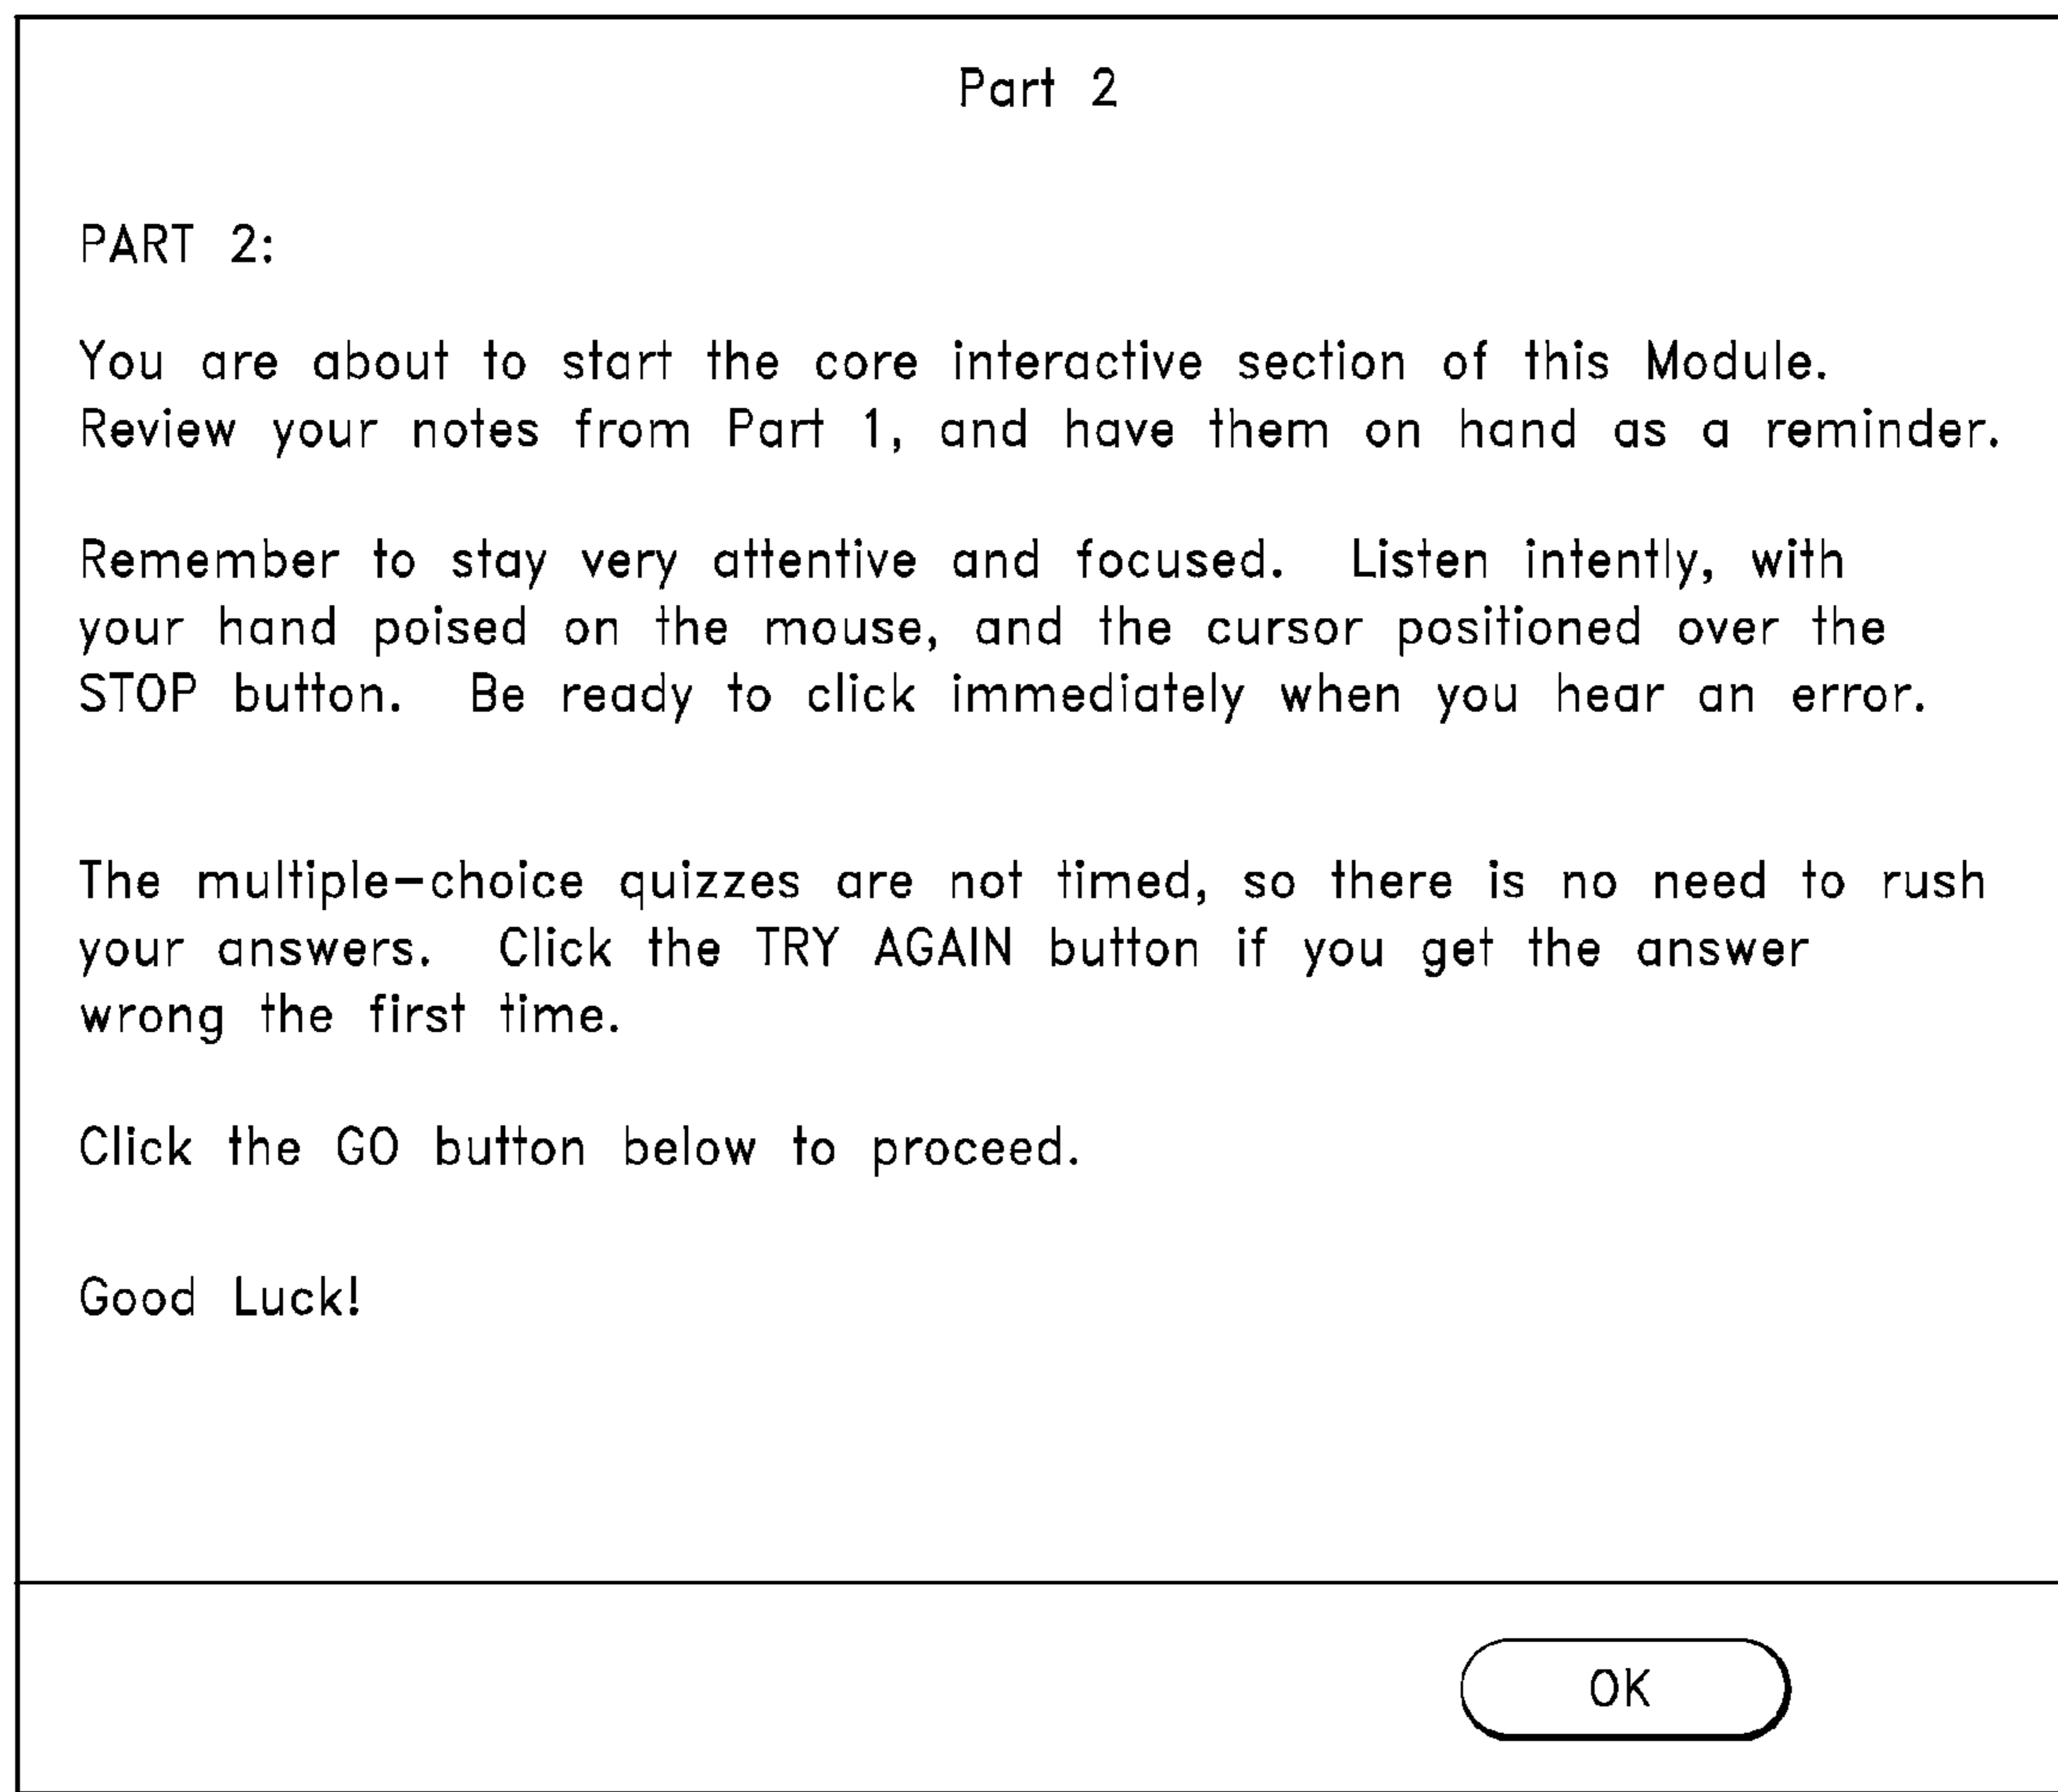 Part 2
PART 2:
You are about to start the core interactive section of this Module.
Review your notes from Part 1, and have them on hand as a reminder.
Remember to stay very attentive and focused.  Listen intently, with
your hand poised on the mouse, and the cursor positioned over the
STOP button.  Be ready to click immediately when you hear an error.
The multiple-choice quizzes are not timed, so there is no need to rush
your answers.  Click the TRY AGAIN button if you get the answer
wrong the first time.
Click the GO button below to proceed.
Good Luck!
OK